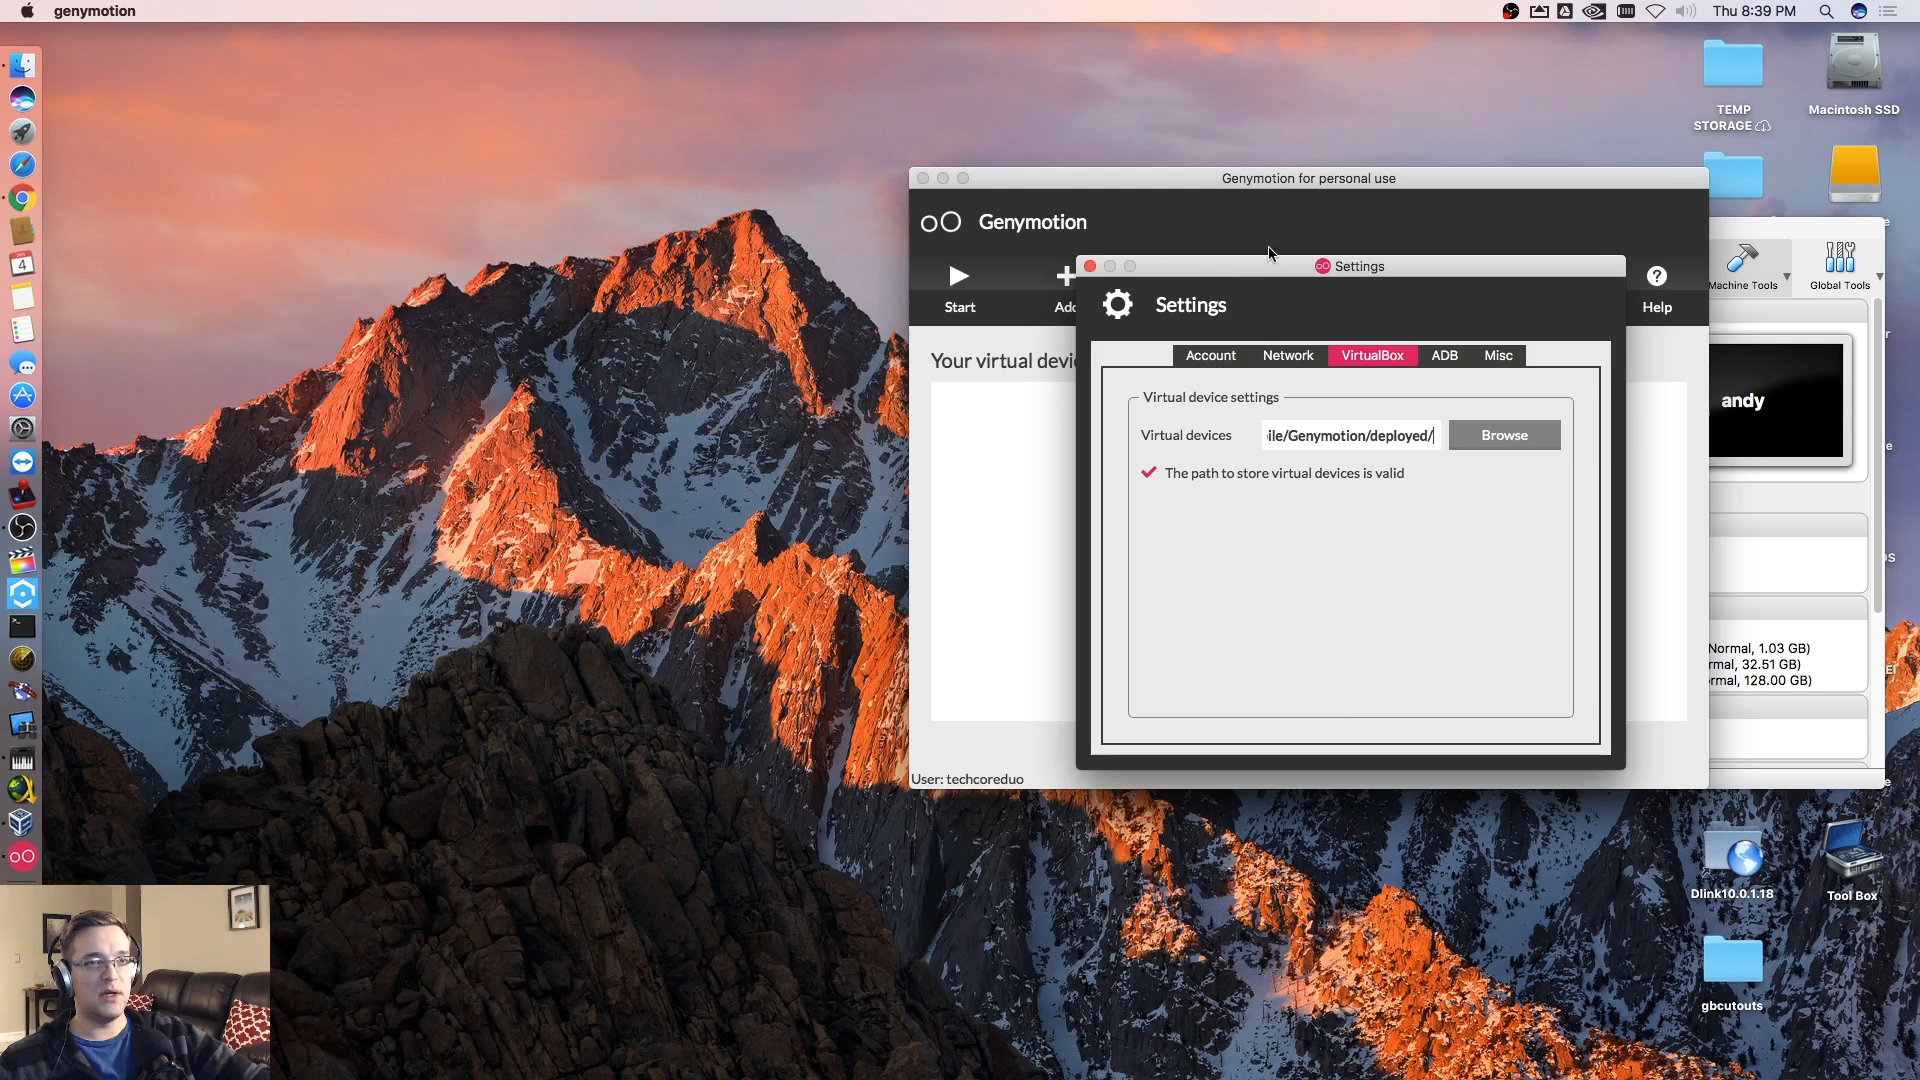 genymotion
Thu 8:39 PM
TEMP
STORAGE
Macintosh SSD
Genymotion for personal use
Genymotion
Start
Help
Settings
Settings
Account
Network
VirtualBox
ADB
Misc
Your virtual
Virtual device settings
Virtual devices
ile/Genymotion/deployed/
Browse
The path to store virtual devices is valid
User: techcoreduo
Machine Tools
Global Tools
andy
Normal, 1.03 GB)
rmal, 32.51 GB)
ormal, 128.00 GB)
Dlink10.0.1.18
Tool Box
gbcutouts
JAN
4